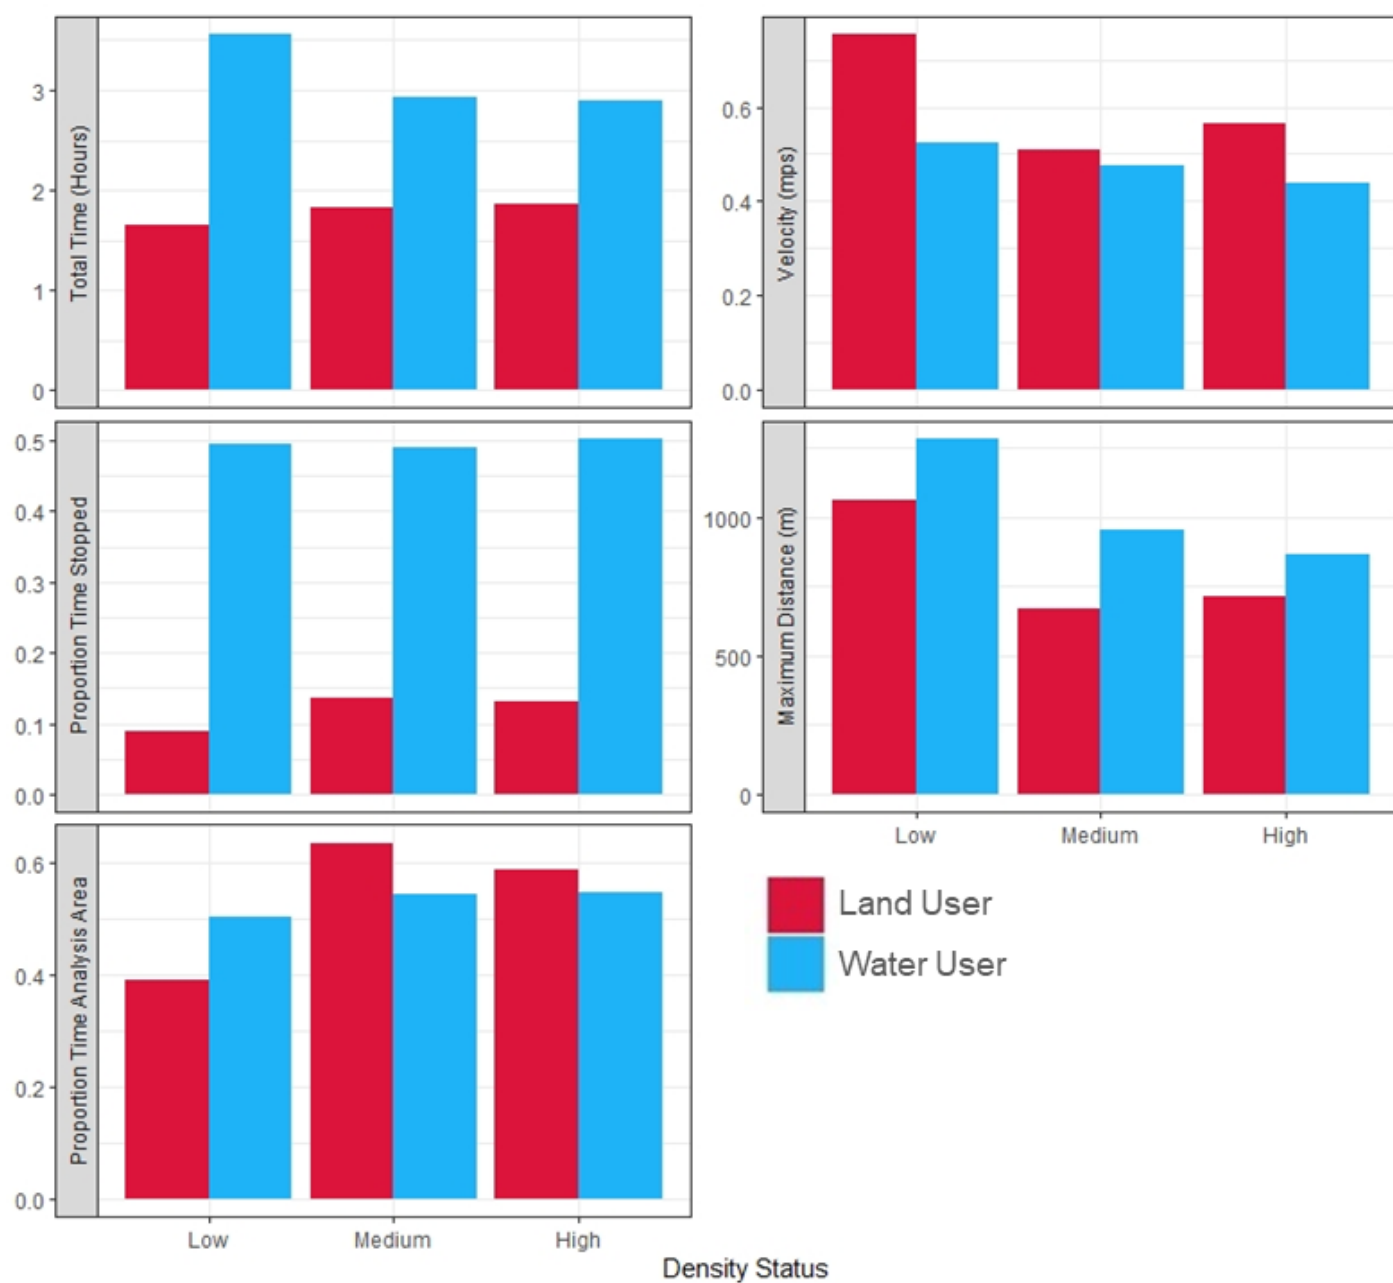 Total Time (Hours)
3
2
1
0
Velocity (mps)
0.6
0.4
0.2
0.0
Proportion Time Stopped
0.5
0.4
0.3
0.2
0.1
0.0
Maximum Distance (m)
1000
500
0
Low Medium High
Land User
Water User
Proportion Time Analysis Area
0.6
0.4
0.2
0.0
Low Medium High
Density Status